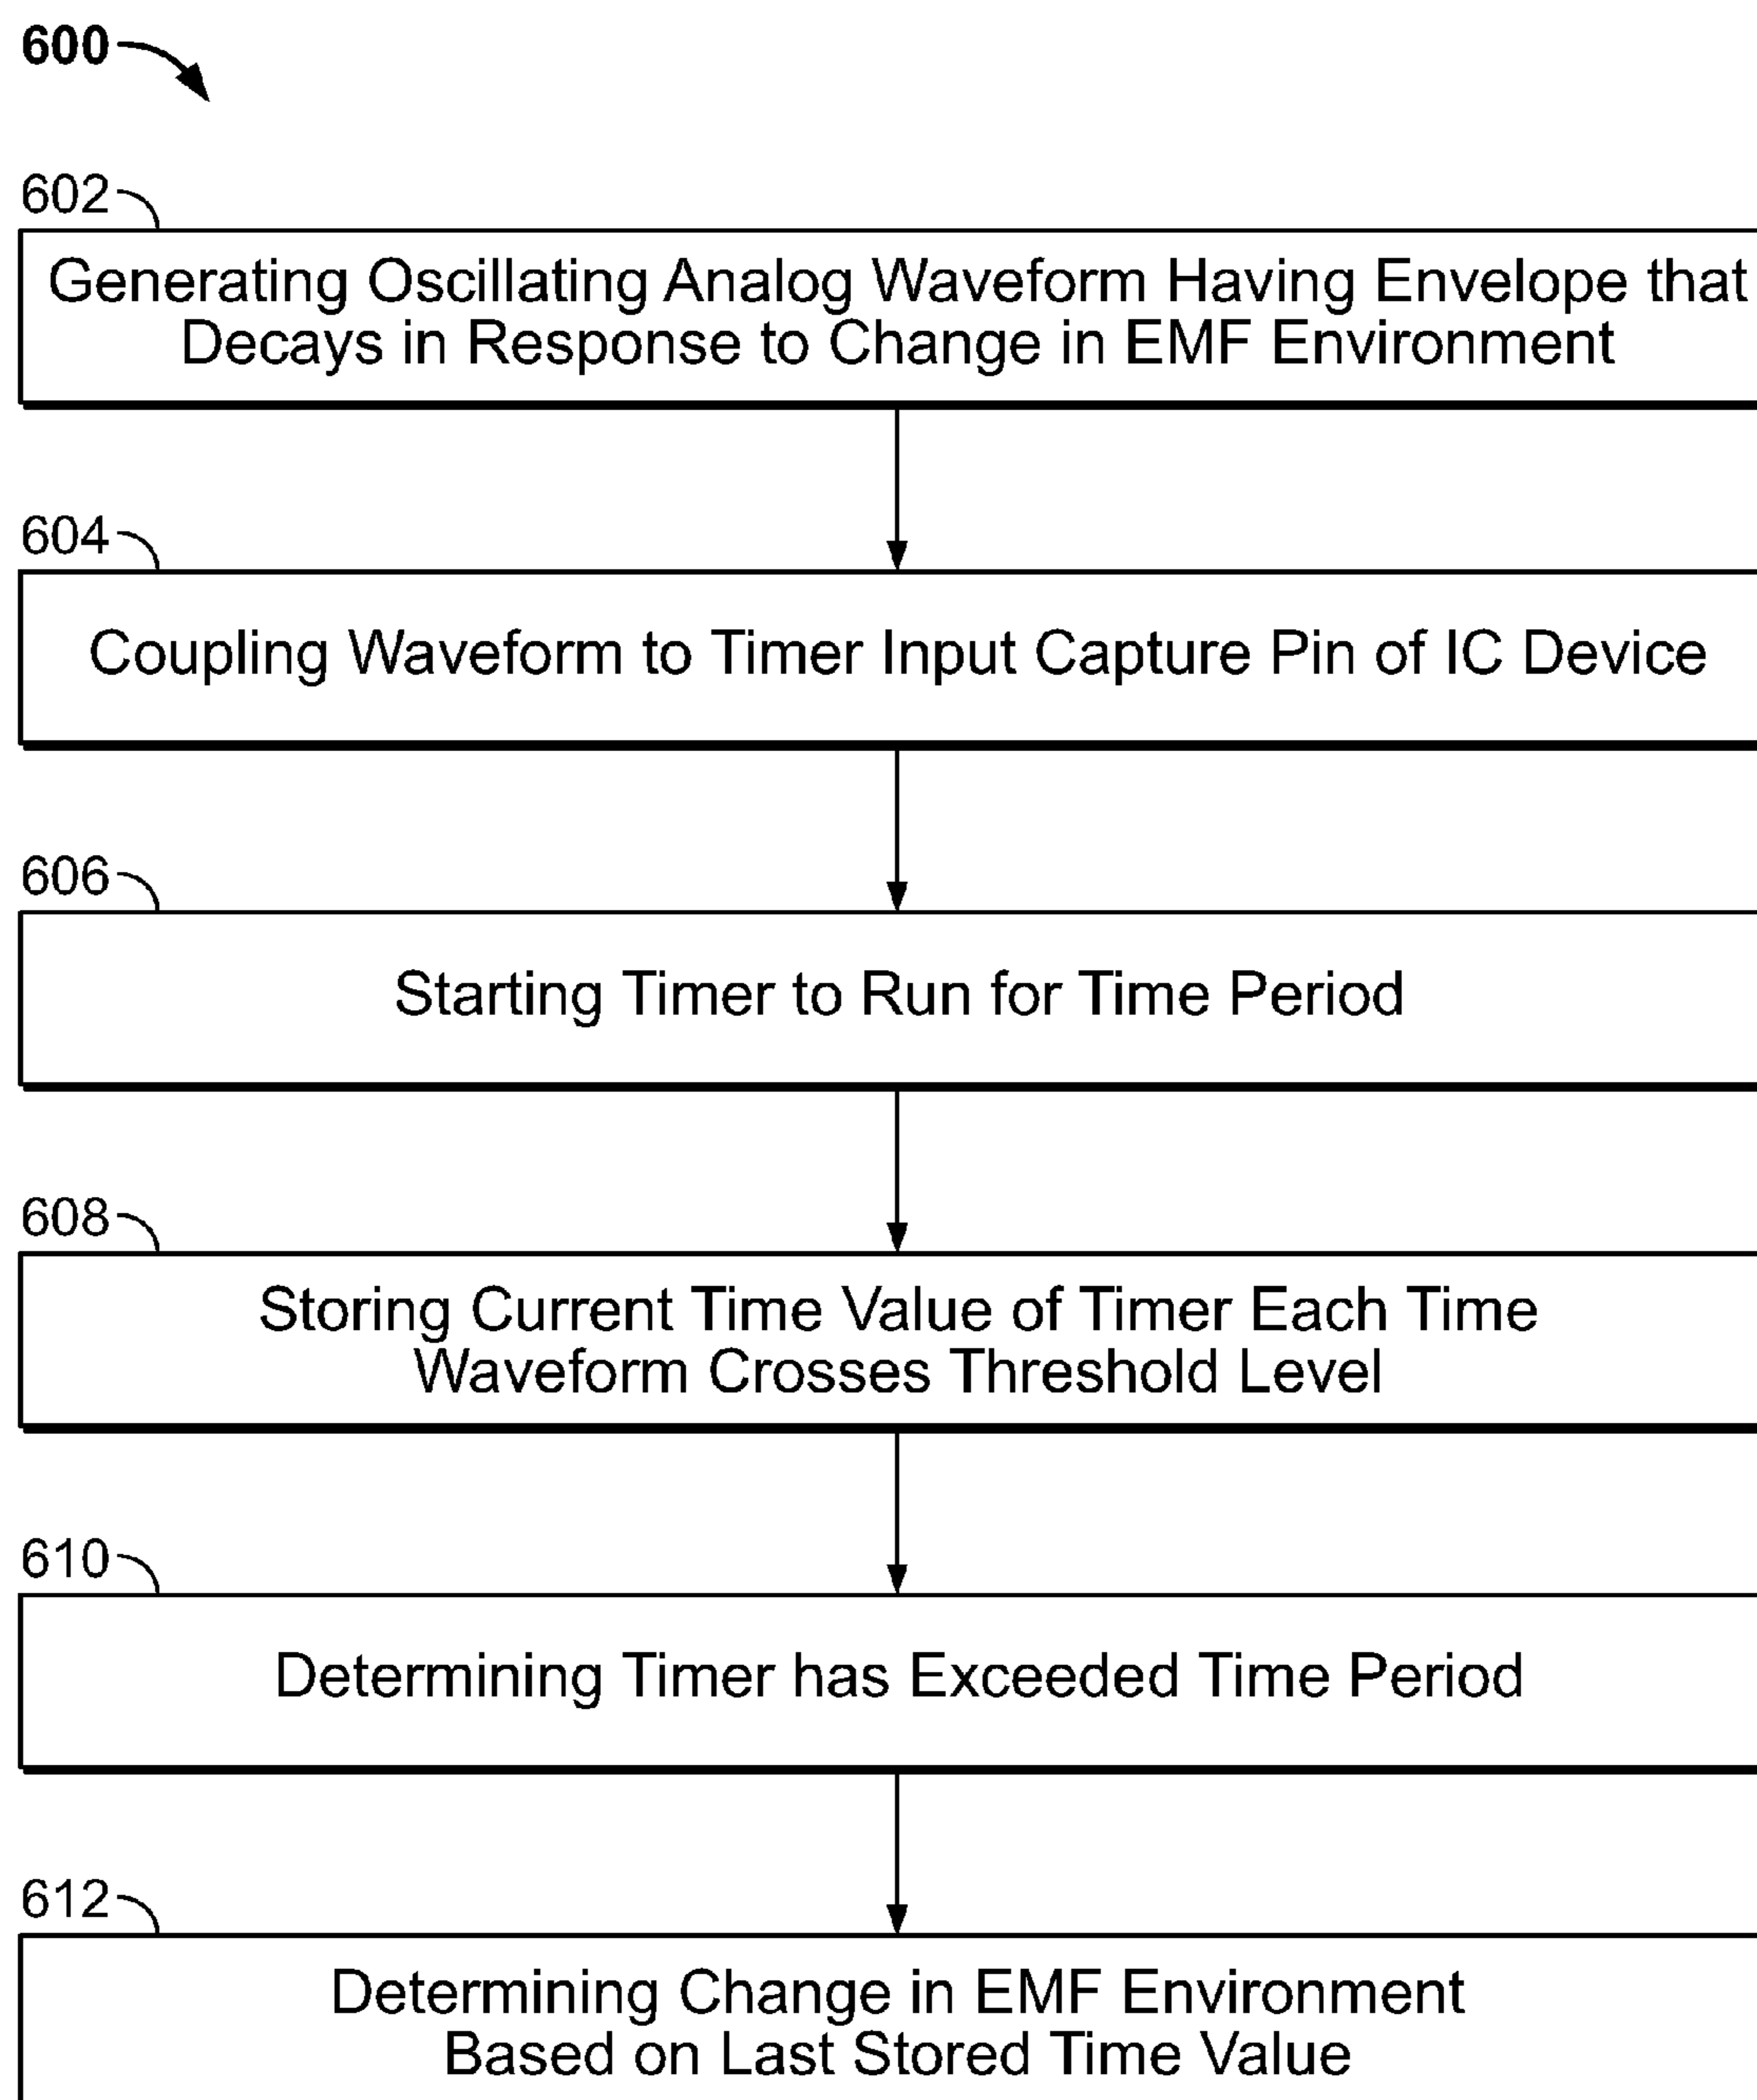 600
602
Generating Oscillating Analog Waveform Having Envelope that
Decays in Response to Change in EMF Environment
604
Coupling Waveform to Timer Input Capture Pin of IC Device
606
Starting Timer to Run for Time Period
608
Storing Current Time Value of Timer Each Time
Waveform Crosses Threshold Level
610
Determining Timer has Exceeded Time Period
612
Determining Change in EMF Environment
Based on Last Stored Time Value